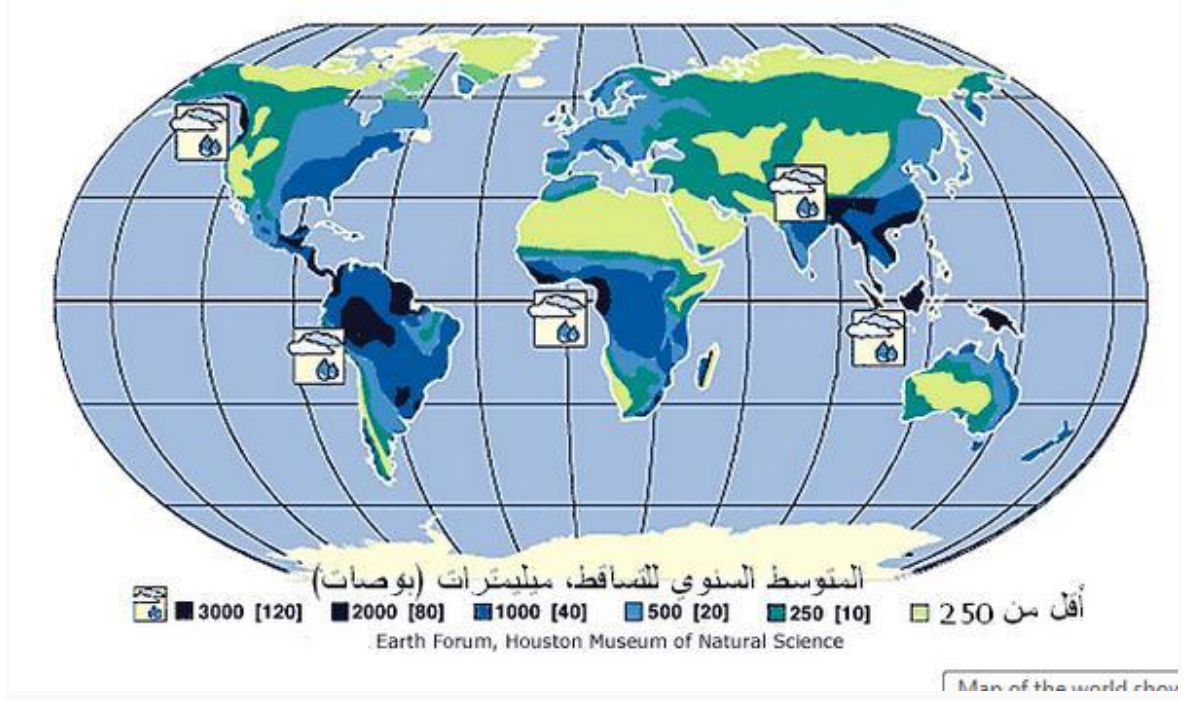 المتوسط السنوي للتساقط، ميليمترات (بوصات)
3000 [120] 2000 [80] 1000 [40] 500 [20] 250 [10] أقل من 250
Earth Forum, Houston Museum of Natural Science
Map of the world show